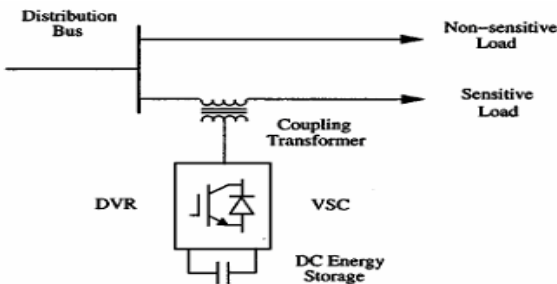 Distribution
Bus
Non-sensitive
Load
Sensitive
Load
Coupling
Transformer
DVR
VSC
DC Energy
Storage